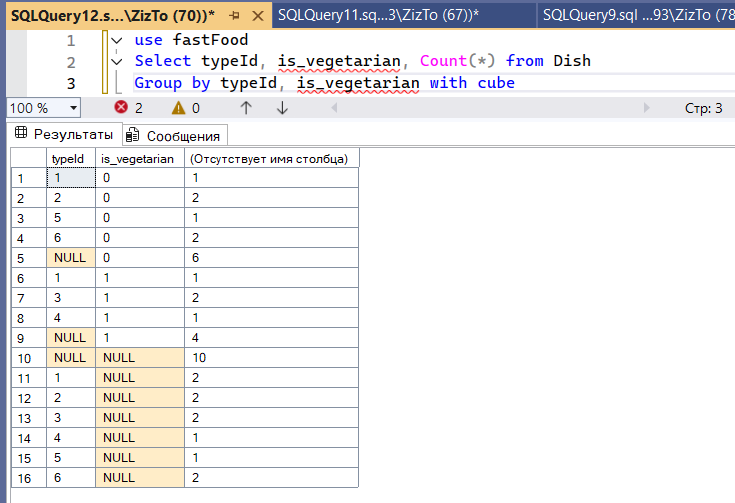 SQLQuery12.s...\ZizTo (70))*
SQLQuery11.sq...3\ZizTo (67))*
SQLQuery9.sql ...93\ZizTo (78
1 use fastFood
2 Select typeId, is_vegetarian, Count(*) from Dish
3 Group by typeId, is_vegetarian with cube
100 % 2 0 Стр: 3
Результаты Сообщения
typeId is_vegetarian (Отсутствует имя столбца)
1 1 0 1
2 2 0 2
3 5 0 1
4 6 0 2
5 NULL 0 6
6 1 1 1
7 3 1 2
8 4 1 1
9 NULL 1 4
10 NULL NULL 10
11 1 NULL 2
12 2 NULL 2
13 3 NULL 2
14 4 NULL 1
15 5 NULL 1
16 6 NULL 2